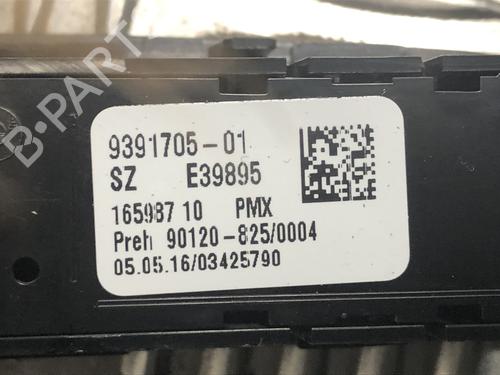 9391705-01
SZ E39895
165987 10 PMX
Preh 90120-825/0004
05.05.16/03425790
B-PART